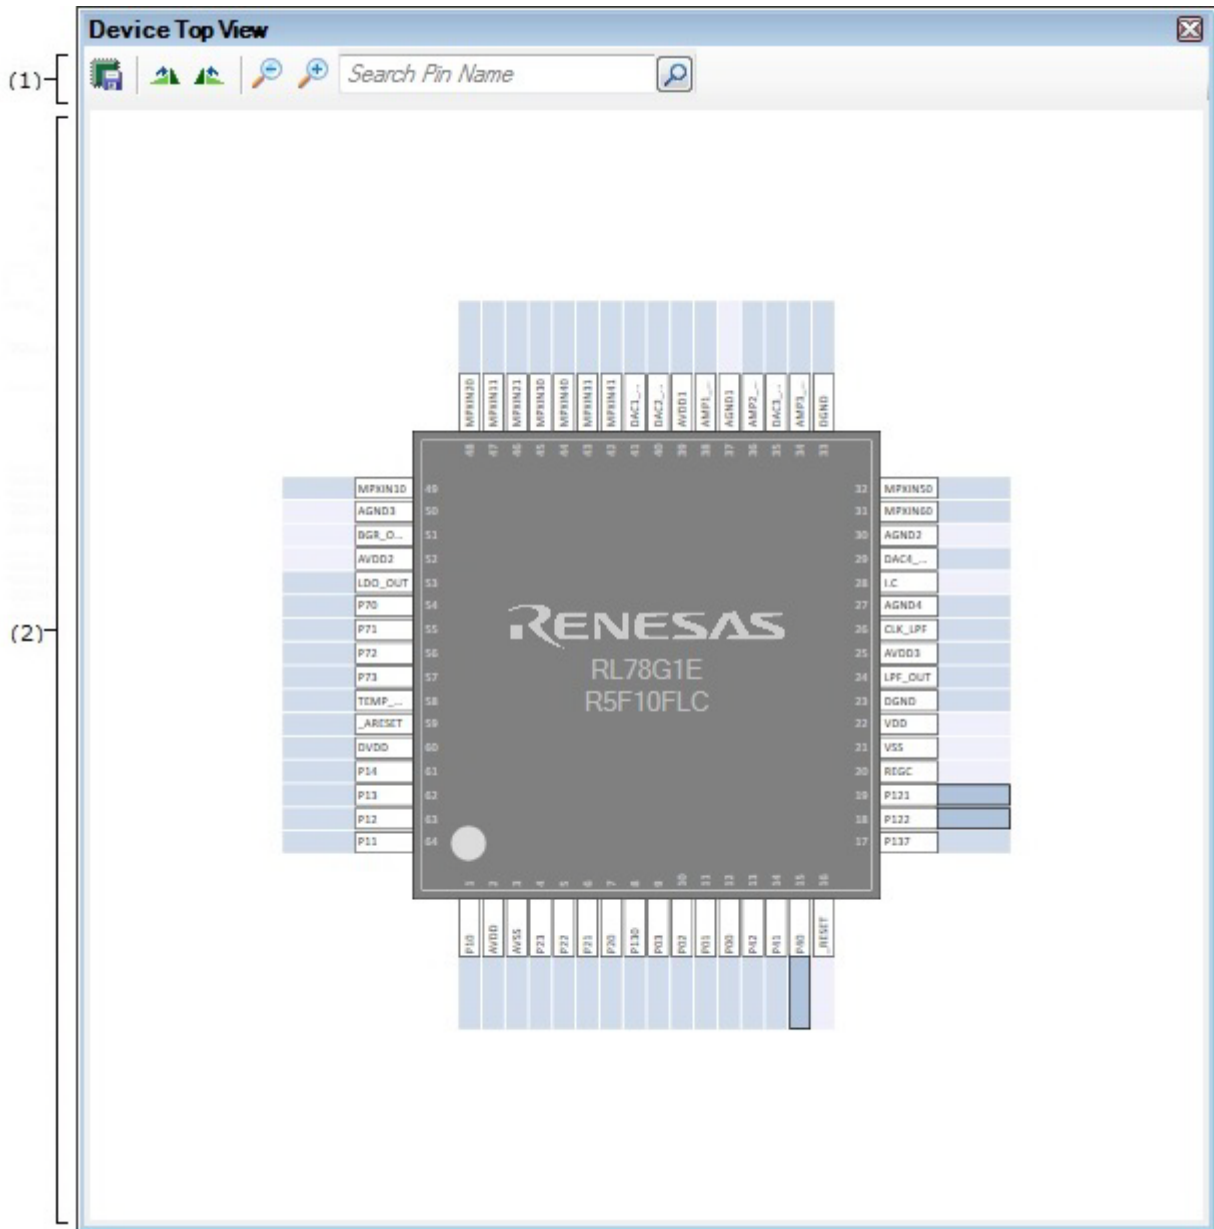 Device Top View
(1)
Search Pin Name
(2)
MPXIN20
MPXIN11
MPXIN21
MPXIN30
MPXIN40
MPXIN31
MPXIN41
DAC1_...
DAC2_...
AVDD1
AMP1_...
AGND1
AMP2_...
DAC3_...
AMP3_...
DGND
48 47 46 45 44 43 42 41 40 39 38 37 36 35 34 33
MPXIN10 49
AGND3 50
BGR_O... 51
AVDD2 52
LDO_OUT 53
P70 54
P71 55
P72 56
P73 57
TEMP_... 58
_ARESET 59
DVDD 60
P14 61
P13 62
P12 63
P11 64
RENESAS
RL78G1E
R5F10FLC
32 MPXIN50
31 MPXIN60
30 AGND2
29 DAC4_...
28 I.C
27 AGND4
26 CLK_LPF
25 AVDD3
24 LPF_OUT
23 DGND
22 VDD
21 VSS
20 REGC
19 P121
18 P122
17 P137
1 2 3 4 5 6 7 8 9 10 11 12 13 14 15 16
P10
AVDD
AVSS
P23
P22
P21
P20
P130
P03
P02
P01
P00
P42
P41
P40
_RESET